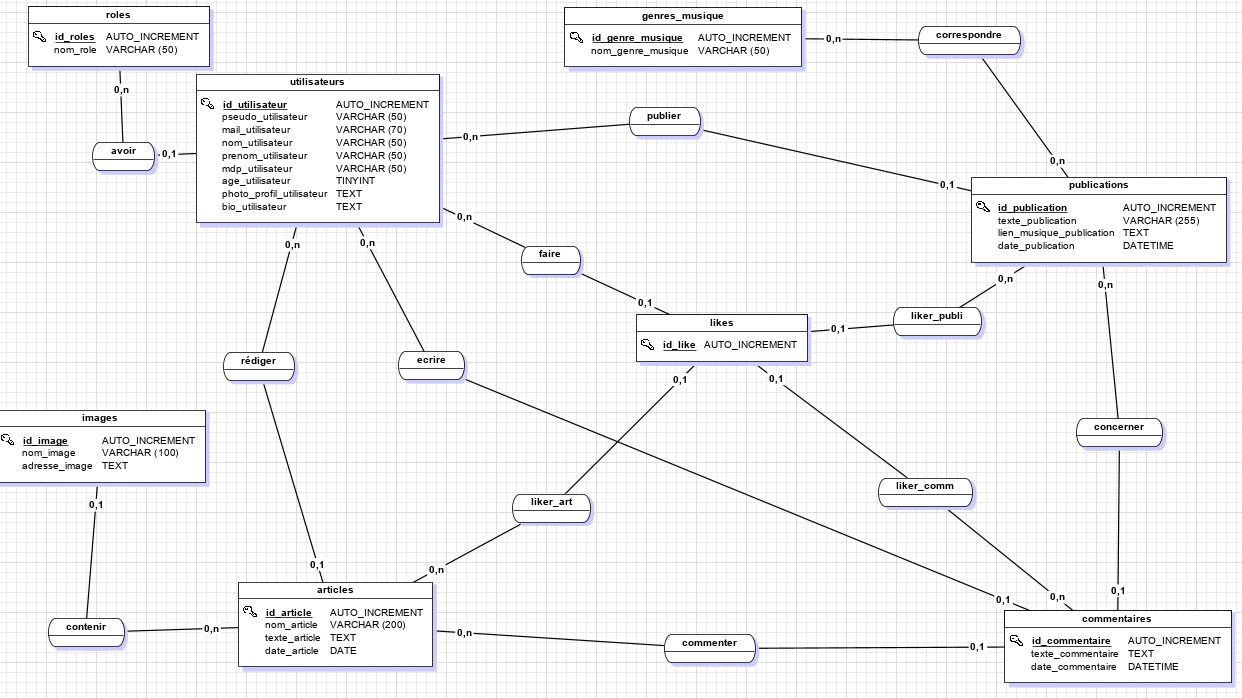 roles
id_roles AUTO_INCREMENT
nom_role VARCHAR (50)
genres_musique
id_genre_musique AUTO_INCREMENT
nom_genre_musique VARCHAR (50)
0,n
correspondre
0,n
utilisateurs
id_utilisateur AUTO_INCREMENT
pseudo_utilisateur VARCHAR (50)
mail_utilisateur VARCHAR (70)
nom_utilisateur VARCHAR (50)
prenom_utilisateur VARCHAR (50)
mdp_utilisateur VARCHAR (50)
age_utilisateur TINYINT
photo_profil_utilisateur TEXT
bio_utilisateur TEXT
0,n
avoir
0,1
0,n
publier
0,1
publications
id_publication AUTO_INCREMENT
texte_publication VARCHAR (255)
lien_musique_publication TEXT
date_publication DATETIME
0,n
faire
0,1
0,n
0,n
0,n
0,n
likes
id_like AUTO_INCREMENT
0,1
liker_publi
rédiger
ecrire
0,1
0,1
images
id_image AUTO_INCREMENT
nom_image VARCHAR (100)
adresse_image TEXT
0,1
concerner
liker_art
liker_comm
0,1
0,n
0,1
0,n
0,1
articles
id_article AUTO_INCREMENT
nom_article VARCHAR (200)
texte_article TEXT
date_article DATE
contenir
0,n
0,n
commenter
0,1
commentaires
id_commentaire AUTO_INCREMENT
texte_commentaire TEXT
date_commentaire DATETIME